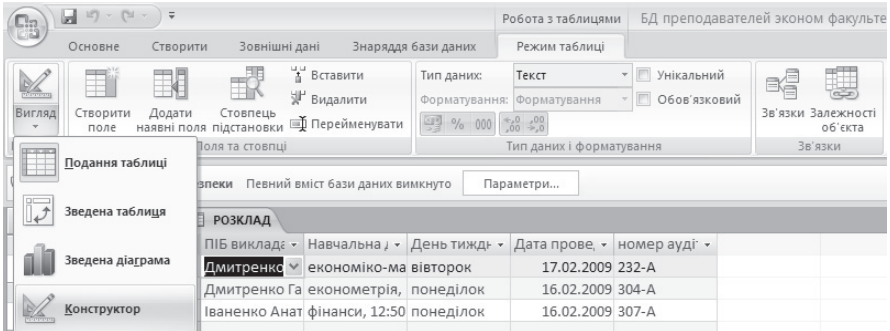 Робота з таблицями БД преподавателей эконом факульте
Основне Створити Зовнішні дані Знаряддя бази даних Режим таблиці
Вигляд
Створити поле
Додати наявні поля
Стовпець підстановки
Вставити
Видалити
Перейменувати
Поля та стовпці
Тип даних: Текст
Форматування: Форматування
% 000 ,0 ,00 ,00 ,0
Унікальний
Обов'язковий
Тип даних і форматування
Зв'язки Залежності об'єкта
Зв'язки
Подання таблиці
Зведена таблиця
Зведена діаграма
Конструктор
зпеки Певний вміст бази даних вимкнуто Параметри...
РОЗКЛАД
ПІБ виклада Навчальна День тижд Дата прове, номер ауді
Дмитренко економіко-ма вівторок 17.02.2009 232-А
Дмитренко Га економетрія, понеділок 16.02.2009 304-А
Іваненко Анат фінанси, 12:50 понеділок 16.02.2009 307-А